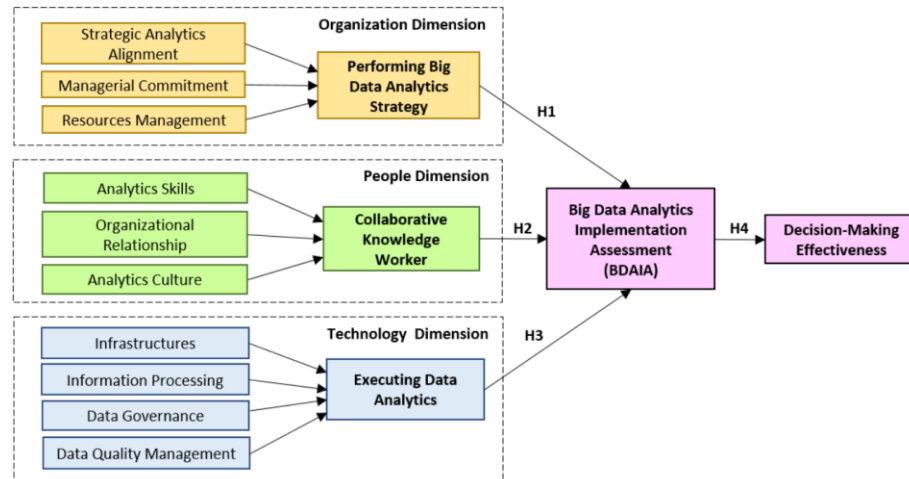 Organization Dimension
Strategic Analytics
Alignment
Managerial Commitment
Resources Management
Performing Big
Data Analytics
Strategy
H1
People Dimension
Analytics Skills
Organizational
Relationship
Analytics Culture
Collaborative
Knowledge
Worker
H2
Big Data Analytics
Implementation
Assessment
(BDAIA)
H4
Decision-Making
Effectiveness
Technology  Dimension
H3
Infrastructures
Information Processing
Data Governance
Data Quality Management
Executing Data
Analytics